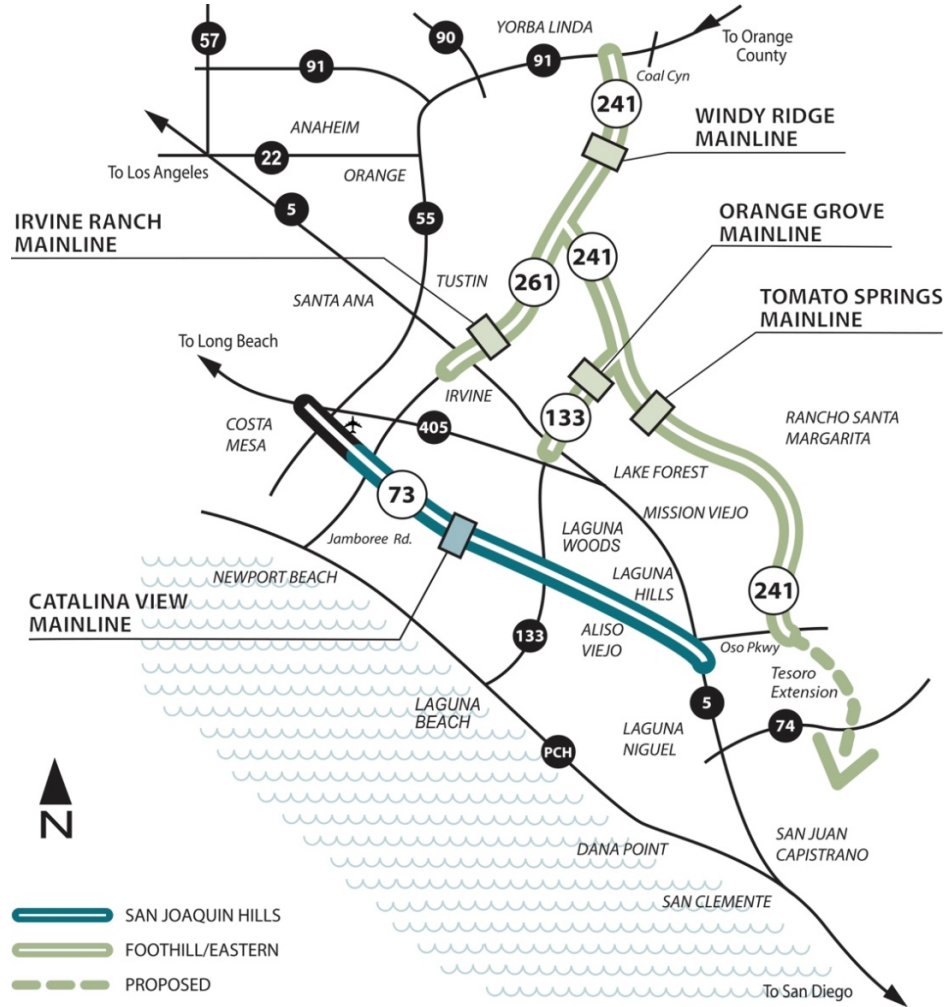 57
90
YORBA LINDA
To Orange
County
91
91
Coal Cyn
241
WINDY RIDGE
MAINLINE
ANAHEIM
22
To Los Angeles
ORANGE
5
55
IRVINE RANCH
MAINLINE
ORANGE GROVE
MAINLINE
241
TUSTIN
261
SANTA ANA
TOMATO SPRINGS
MAINLINE
To Long Beach
IRVINE
COSTA
MESA
405
133
RANCHO SANTA
MARGARITA
LAKE FOREST
73
MISSION VIEJO
Jamboree Rd.
LAGUNA
WOODS
NEWPORT BEACH
LAGUNA
HILLS
241
CATALINA VIEW
MAINLINE
133
ALISO
VIEJO
Oso Pkwy
Tesoro
Extension
LAGUNA
BEACH
5
74
LAGUNA
NIGUEL
PCH
N
DANA POINT
SAN JUAN
CAPISTRANO
SAN CLEMENTE
SAN JOAQUIN HILLS
FOOTHILL/EASTERN
PROPOSED
To San Diego